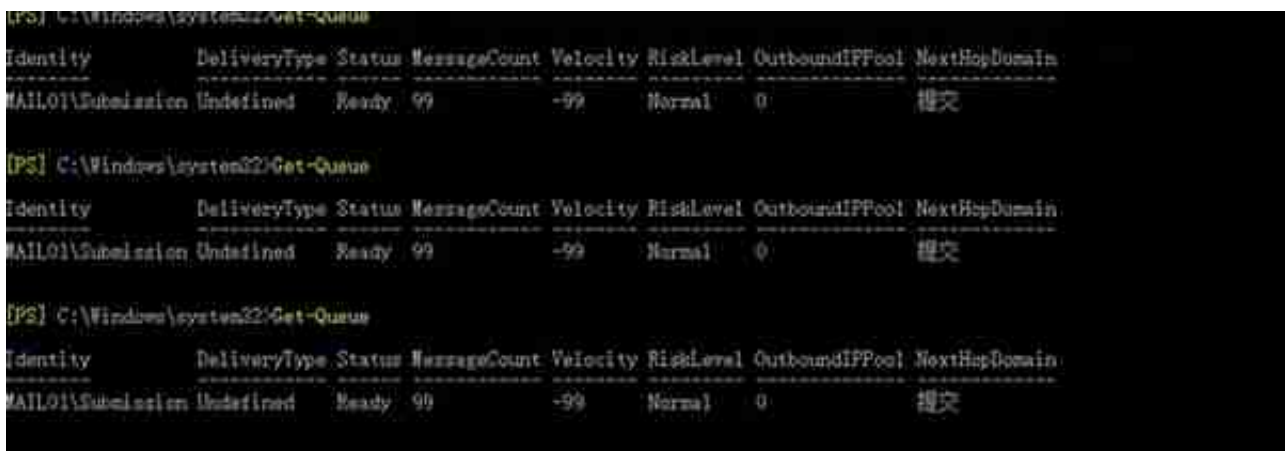 [PS] C:\Windows\system32>Get-Queue
Identity DeliveryType Status MessageCount Velocity RiskLevel OutboundIPPool NextHopDomain
-------- ------------ ------ ------------ -------- --------- -------------- -------------
MAIL01\Submission Undefined Ready 99 -99 Normal 0 提交
[PS] C:\Windows\system32>Get-Queue
Identity DeliveryType Status MessageCount Velocity RiskLevel OutboundIPPool NextHopDomain
-------- ------------ ------ ------------ -------- --------- -------------- -------------
MAIL01\Submission Undefined Ready 99 -99 Normal 0 提交
[PS] C:\Windows\system32>Get-Queue
Identity DeliveryType Status MessageCount Velocity RiskLevel OutboundIPPool NextHopDomain
-------- ------------ ------ ------------ -------- --------- -------------- -------------
MAIL01\Submission Undefined Ready 99 -99 Normal 0 提交